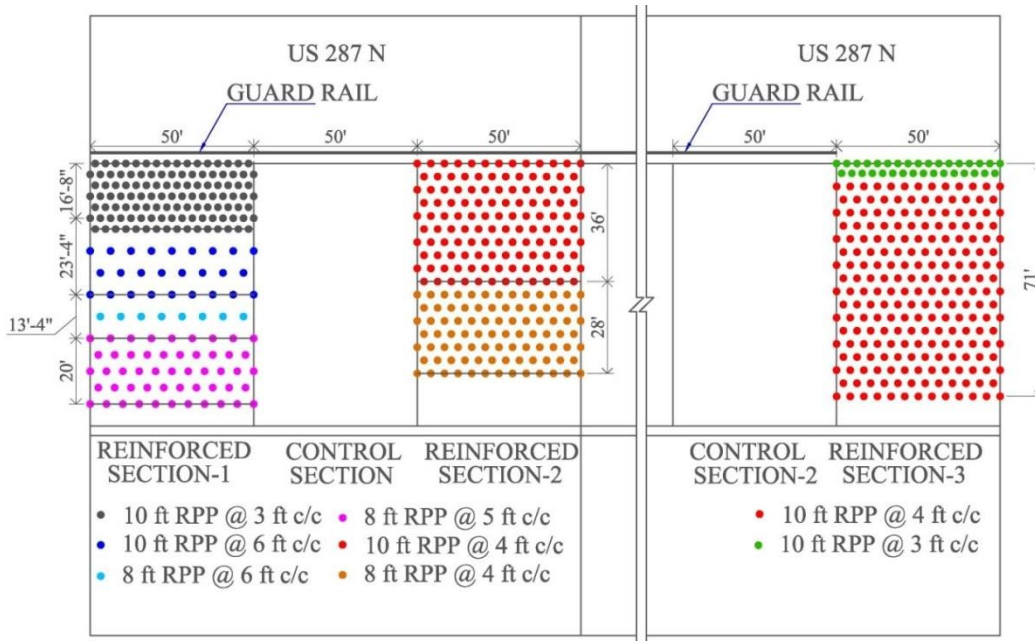 US 287 N
US 287 N
GUARD RAIL
GUARD RAIL
50'
50'
50'
50'
50'
16'-8"
23'-4"
13'-4"
20'
36'
28'
71'
REINFORCED
SECTION-1
CONTROL
SECTION
REINFORCED
SECTION-2
CONTROL
SECTION-2
REINFORCED
SECTION-3
10 ft RPP @ 3 ft c/c
10 ft RPP @ 6 ft c/c
8 ft RPP @ 6 ft c/c
8 ft RPP @ 5 ft c/c
10 ft RPP @ 4 ft c/c
8 ft RPP @ 4 ft c/c
10 ft RPP @ 4 ft c/c
10 ft RPP @ 3 ft c/c